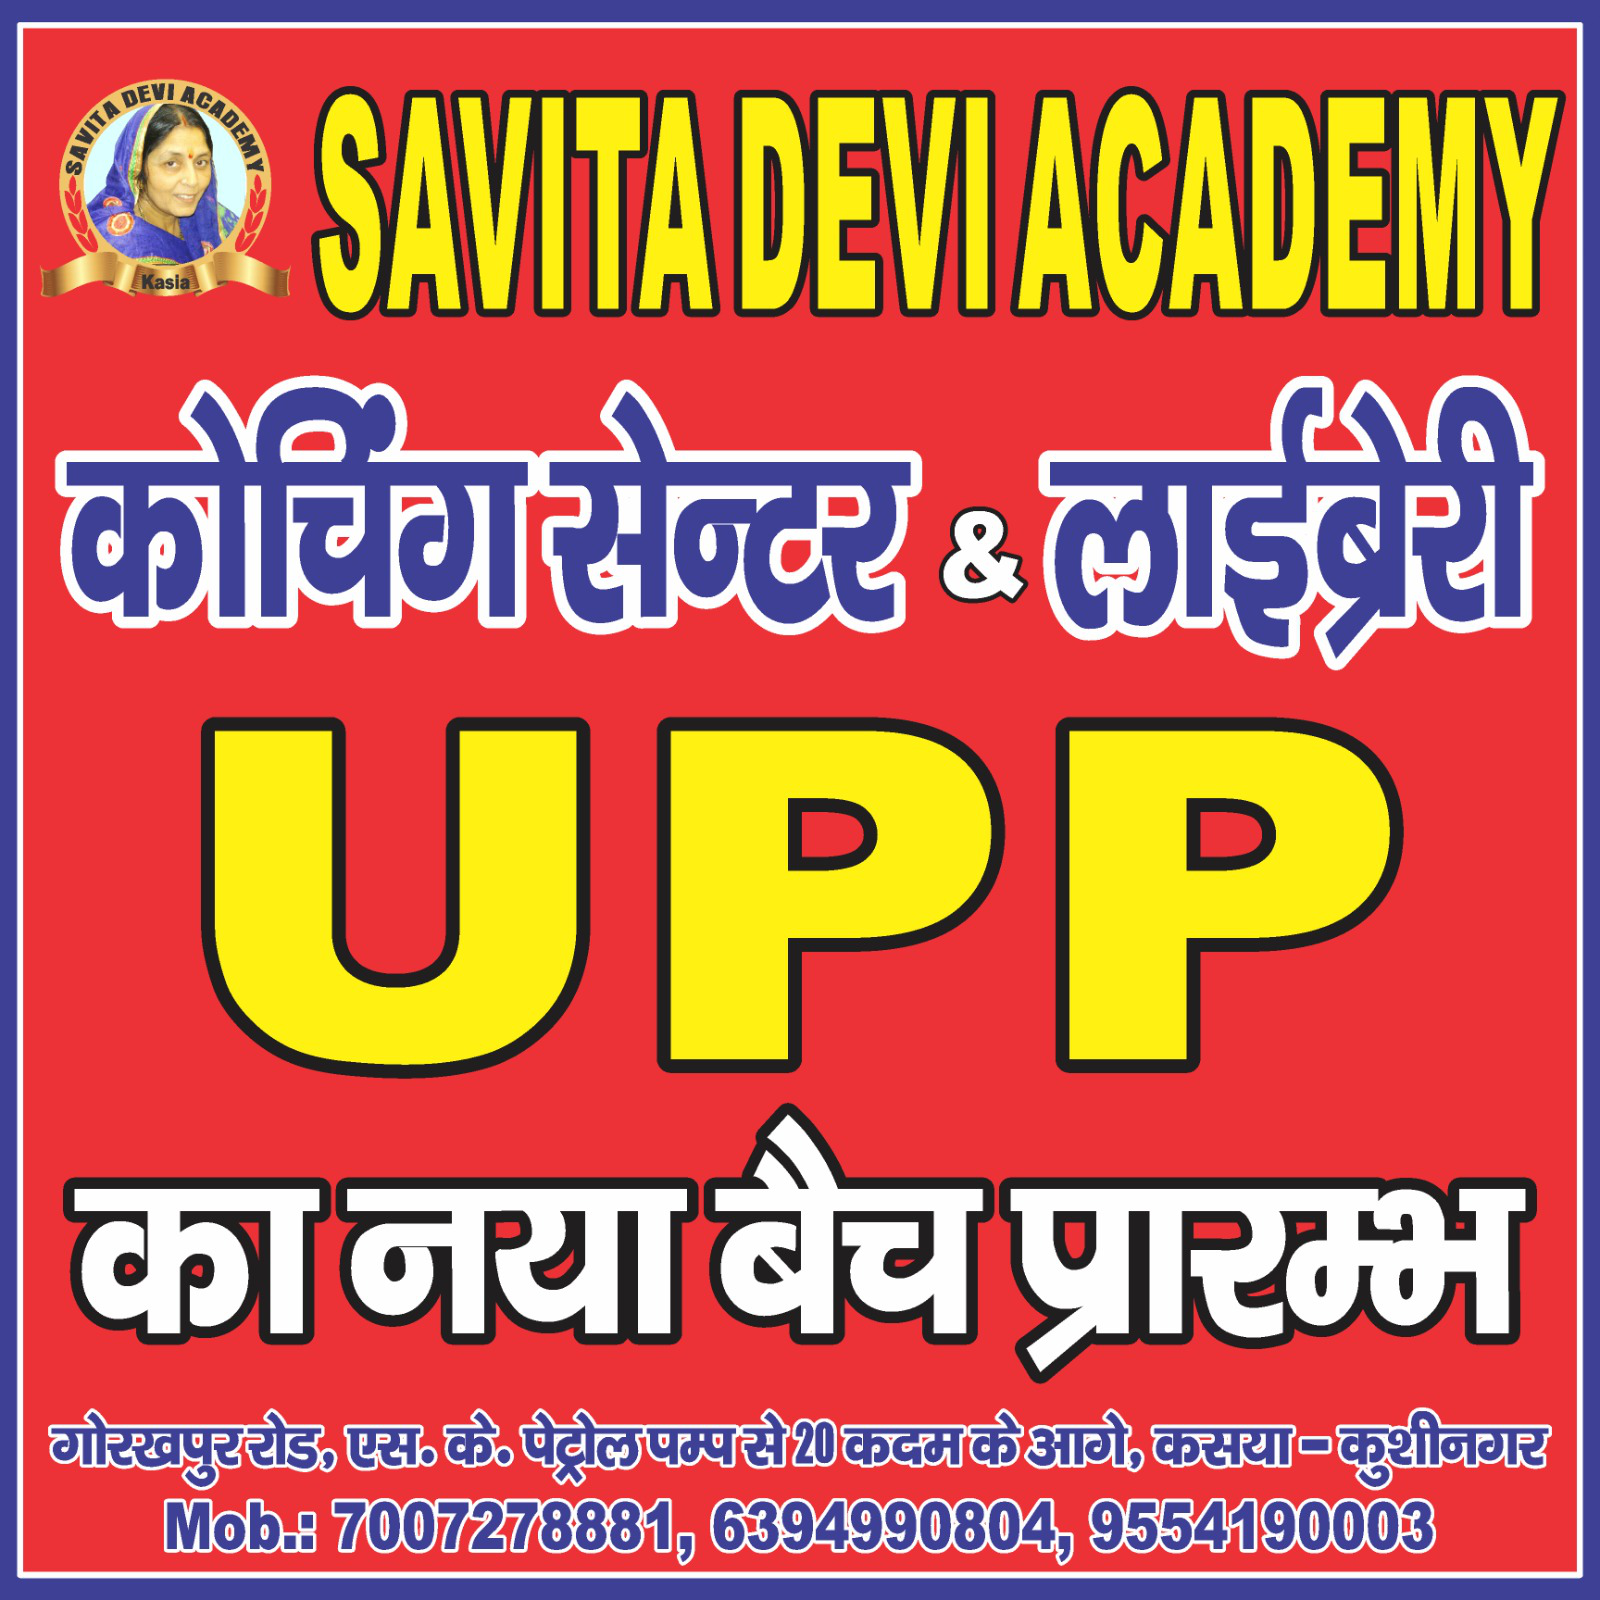 SAVITA DEVI ACADEMY
Kasia
SAVITA DEVI ACADEMY
कोचिंग सेन्टर & लाईब्रेरी
UPP
का नया बैच प्रारम्भ
गोरखपुर रोड, एस. के. पेट्रोल पम्प से 20 कदम के आगे, कसया – कुशीनगर
Mob.: 7007278881, 6394990804, 9554190003